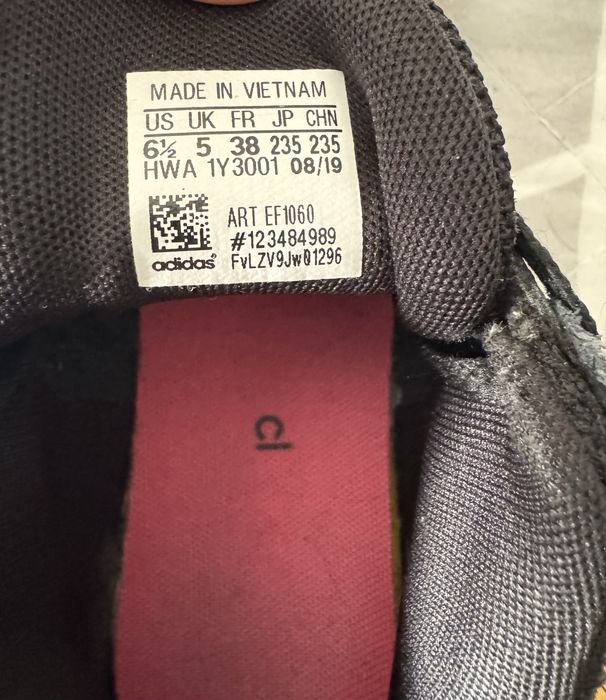 MADE IN VIETNAM
US UK FR JP CHN
6½ 5 38 235 235
HWA 1Y3001 08/19
ART EF1060
#123484989
adidas® FvLZV9Jw01296